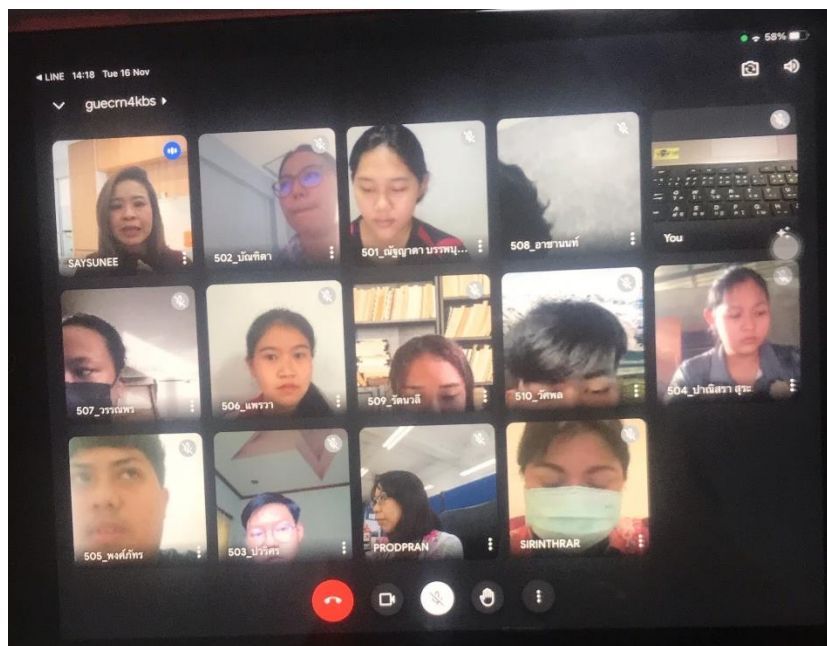 58%
LINE 14:18 Tue 16 Nov
guecrn4kbs
SAYSUNEE
502_บัณฑิตา
501_ณัฐญาดา บรรพบุ...
508_อาชานนท์
You
507_วรรณพร
506_แพรวา
509_รัตนวลี
510_วัศพล
504_ปาณิสรา สุระ
505_พงศ์ภัทร
503_ปวริศร
PRODPRAN
SIRINTHRAR